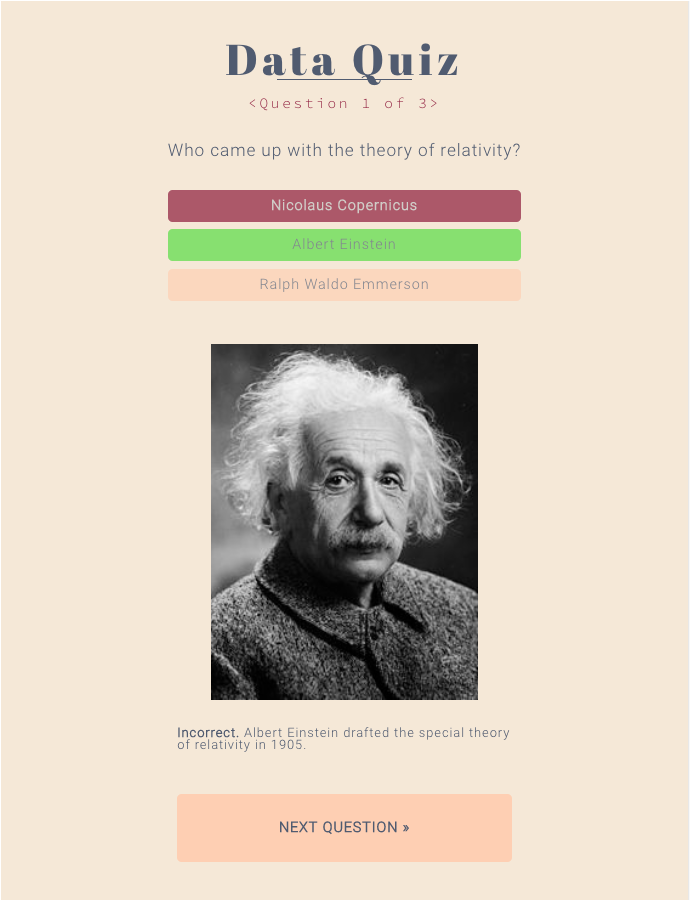 Data Quiz
<Question 1 of 3>
Who came up with the theory of relativity?
Nicolaus Copernicus
Albert Einstein
Ralph Waldo Emmerson
Incorrect. Albert Einstein drafted the special theory
of relativity in 1905.
NEXT QUESTION »